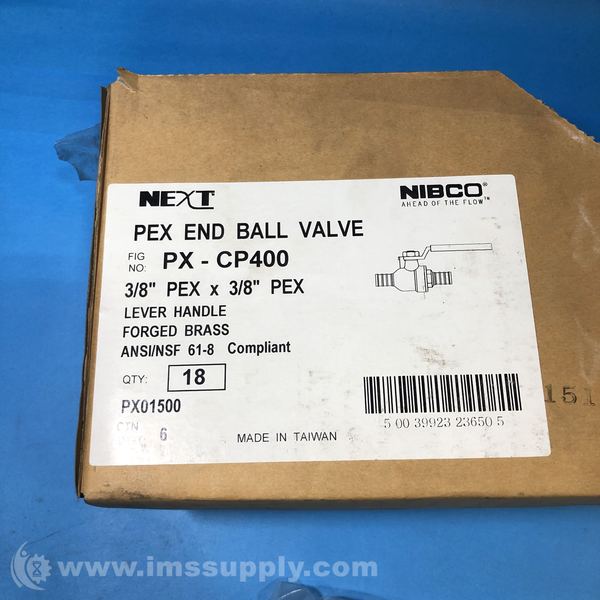 NEXT
NIBCO®
AHEAD OF THE FLOW™
PEX END BALL VALVE
FIG NO: PX - CP400
3/8" PEX x 3/8" PEX
LEVER HANDLE
FORGED BRASS
ANSI/NSF 61-8 Compliant
QTY: 18
PX01500
CTN
6
MADE IN TAIWAN
5 00 39923 23650 5
151
www.imssupply.com